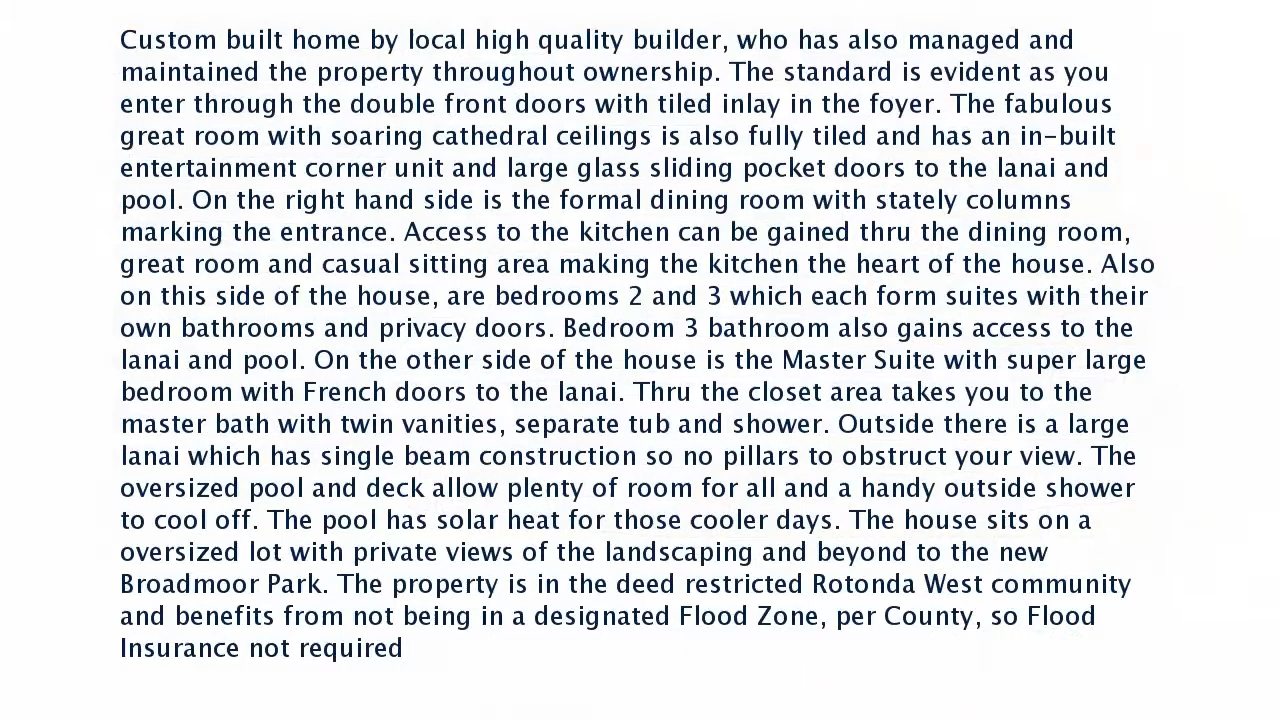 Custom built home by local high quality builder, who has also managed and
maintained the property throughout ownership. The standard is evident as you
enter through the double front doors with tiled inlay in the foyer. The fabulous
great room with soaring cathedral ceilings is also fully tiled and has an in-built
entertainment corner unit and large glass sliding pocket doors to the lanai and
pool. On the right hand side is the formal dining room with stately columns
marking the entrance. Access to the kitchen can be gained thru the dining room,
great room and casual sitting area making the kitchen the heart of the house. Also
on this side of the house, are bedrooms 2 and 3 which each form suites with their
own bathrooms and privacy doors. Bedroom 3 bathroom also gains access to the
lanai and pool. On the other side of the house is the Master Suite with super large
bedroom with French doors to the lanai. Thru the closet area takes you to the
master bath with twin vanities, separate tub and shower. Outside there is a large
lanai which has single beam construction so no pillars to obstruct your view. The
oversized pool and deck allow plenty of room for all and a handy outside shower
to cool off. The pool has solar heat for those cooler days. The house sits on a
oversized lot with private views of the landscaping and beyond to the new
Broadmoor Park. The property is in the deed restricted Rotonda West community
and benefits from not being in a designated Flood Zone, per County, so Flood
Insurance not required